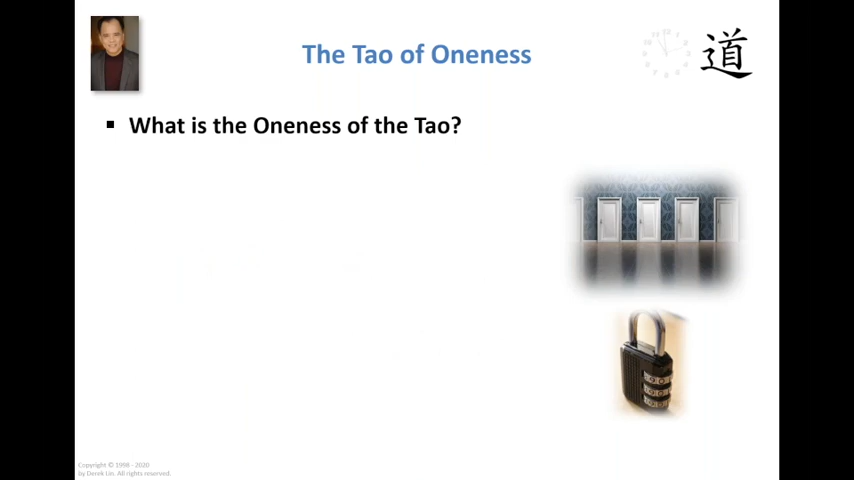 The Tao of Oneness
道
▪ What is the Oneness of the Tao?
Copyright © 1998 - 2020
by Derek Lin. All rights reserved.